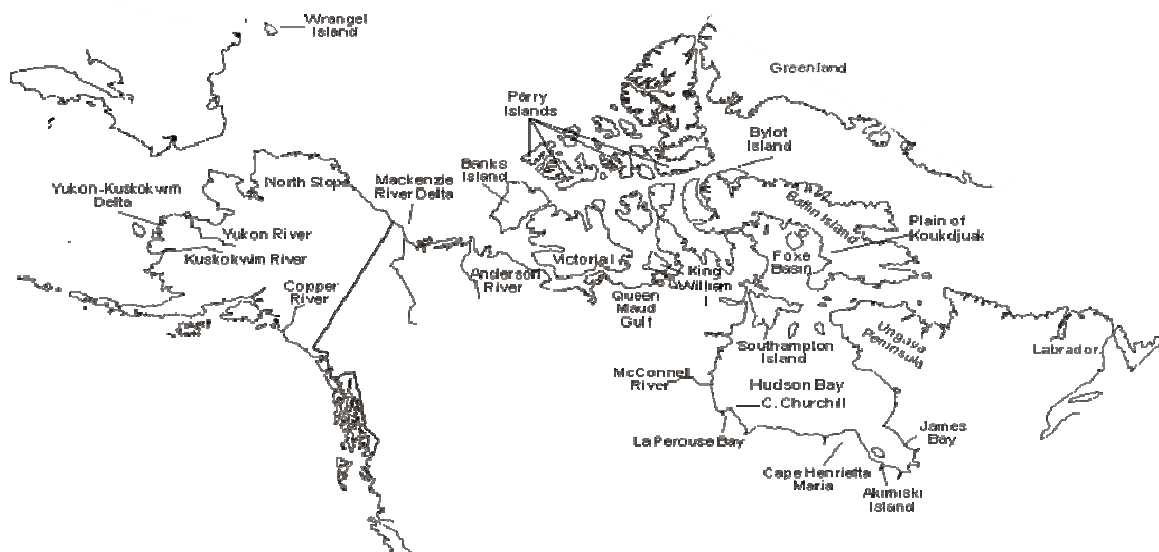 Wrangel
Island
Greenland
Parry
Islands
Bylot
Island
Banks
Island
North Slope
Mackenzie
River Delta
Yukon-Kuskokwim
Delta
Baffin Island
Plain of
Koukdjuak
Yukon River
Kuskokwim River
Foxe
Basin
Victoria I
King
William
I
Anderson
River
Copper
River
Queen
Maud
Gulf
Ungava
Peninsula
Southampton
Island
Labrador
McConnell
River
Hudson Bay
C. Churchill
La Perouse Bay
James
Bay
Cape Henrietta
Maria
Akimiski
Island